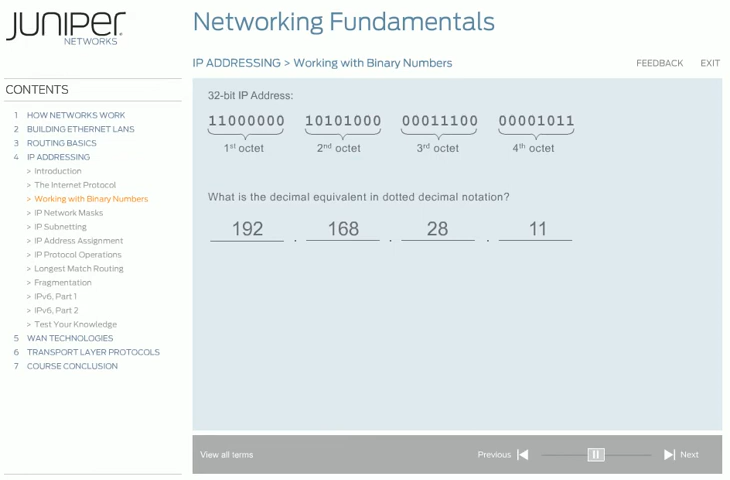 JUNIPER
NETWORKS
Networking Fundamentals
IP ADDRESSING > Working with Binary Numbers
FEEDBACK
EXIT
CONTENTS
1 HOW NETWORKS WORK
2 BUILDING ETHERNET LANS
3 ROUTING BASICS
4 IP ADDRESSING
> Introduction
> The Internet Protocol
> Working with Binary Numbers
> IP Network Masks
> IP Subnetting
> IP Address Assignment
> IP Protocol Operations
> Longest Match Routing
> Fragmentation
> IPv6, Part 1
> IPv6, Part 2
> Test Your Knowledge
5 WAN TECHNOLOGIES
6 TRANSPORT LAYER PROTOCOLS
7 COURSE CONCLUSION
32-bit IP Address:
11000000 10101000 00011100 00001011
1st octet 2nd octet 3rd octet 4th octet
What is the decimal equivalent in dotted decimal notation?
192 . 168 . 28 . 11
View all terms
Previous
Next